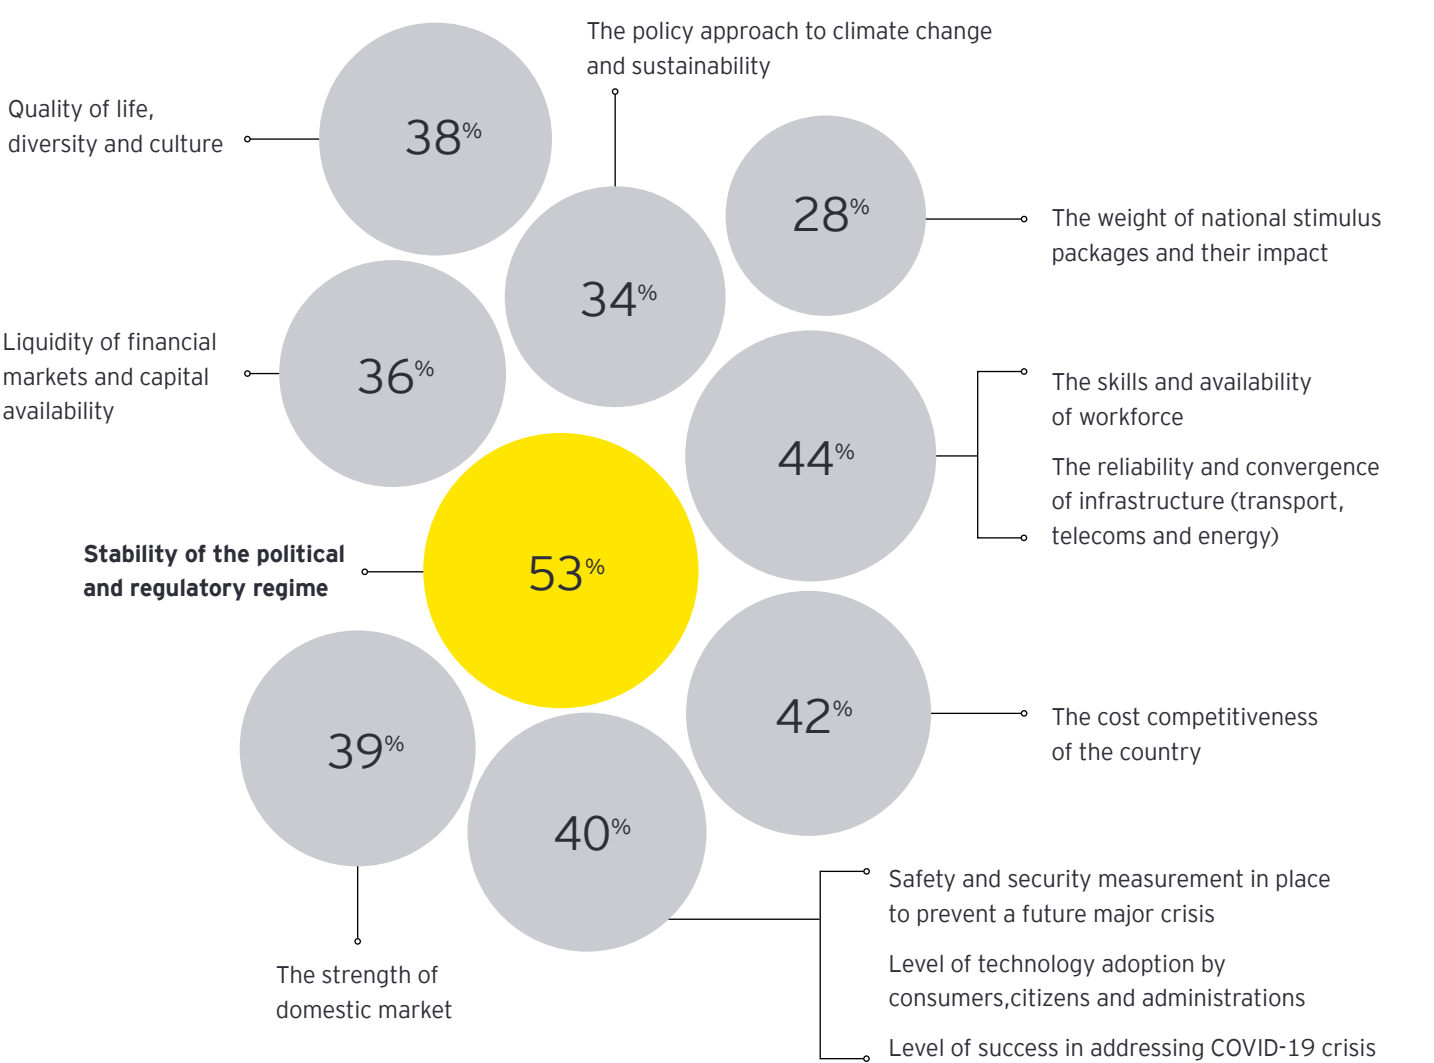 The policy approach to climate change
and sustainability
Quality of life,
diversity and culture
38%
28%
The weight of national stimulus
packages and their impact
34%
Liquidity of financial
markets and capital
availability
36%
44%
The skills and availability
of workforce
The reliability and convergence
of infrastructure (transport,
telecoms and energy)
Stability of the political
and regulatory regime
53%
42%
The cost competitiveness
of the country
39%
The strength of
domestic market
40%
Safety and security measurement in place
to prevent a future major crisis
Level of technology adoption by
consumers,citizens and administrations
Level of success in addressing COVID-19 crisis